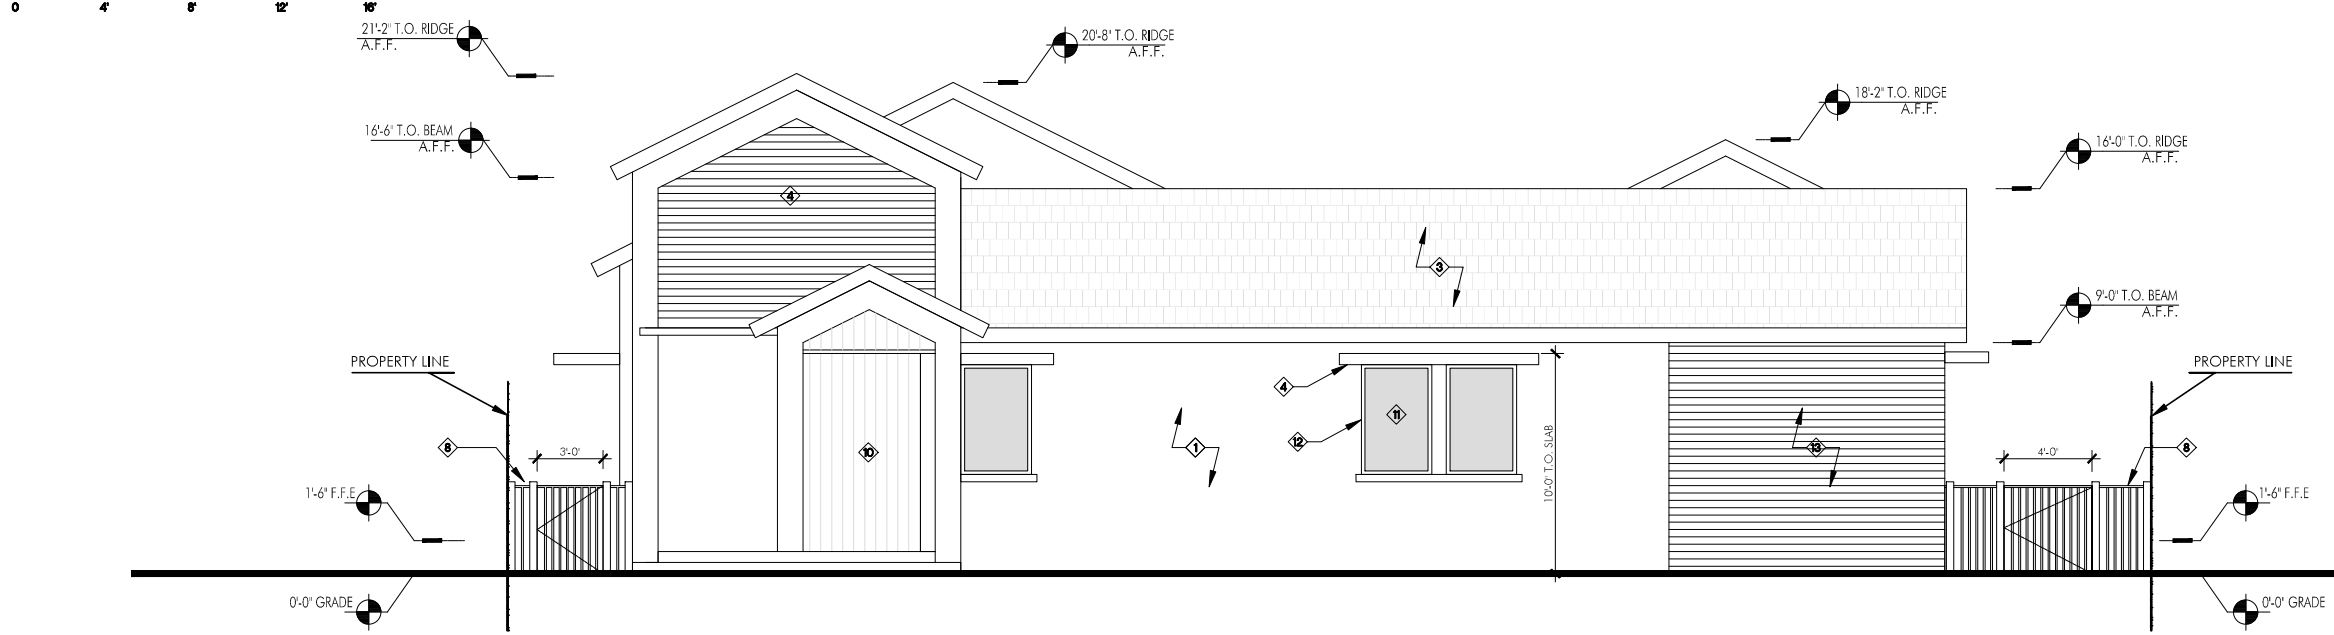 0 4' 8' 12' 16'
21'-2" T.O. RIDGE
A.F.F.
20'-8" T.O. RIDGE
A.F.F.
18'-2" T.O. RIDGE
A.F.F.
16'-6" T.O. BEAM
A.F.F.
16'-0" T.O. RIDGE
A.F.F.
4
3
9'-0" T.O. BEAM
A.F.F.
PROPERTY LINE
PROPERTY LINE
4
11
12
10'-0" T.O. SLAB
8
3'-0"
10
1
13
4'-0"
8
1'-6" F.F.E
1'-6" F.F.E
0'-0" GRADE
0'-0" GRADE